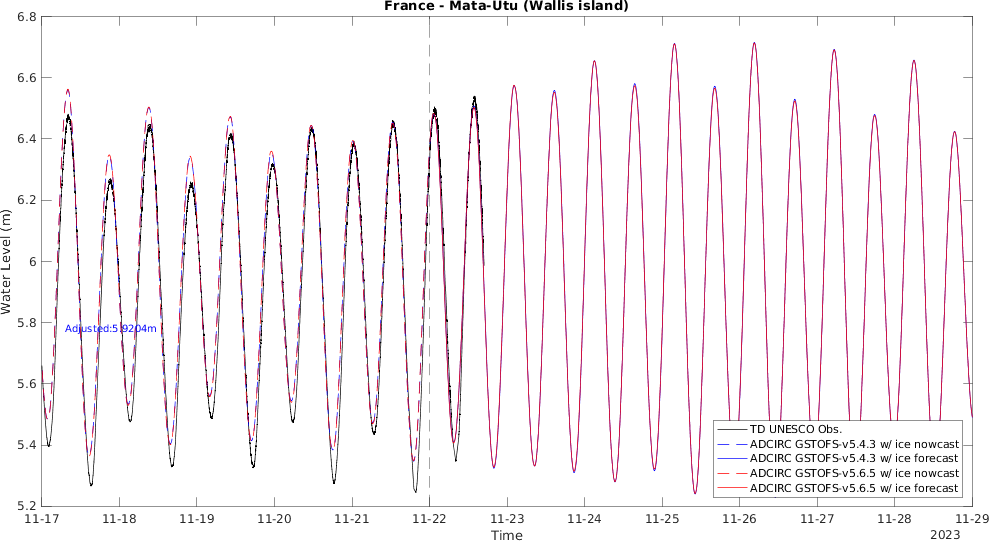 France - Mata-Utu (Wallis island)
6.8
6.6
6.4
6.2
6
5.8
5.6
5.4
5.2
Water Level (m)
Adjusted:5.9204m
TD UNESCO Obs.
ADCIRC GSTOFS-v5.4.3 w/ ice nowcast
ADCIRC GSTOFS-v5.4.3 w/ ice forecast
ADCIRC GSTOFS-v5.6.5 w/ ice nowcast
ADCIRC GSTOFS-v5.6.5 w/ ice forecast
11-17 11-18 11-19 11-20 11-21 11-22 11-23 11-24 11-25 11-26 11-27 11-28 11-29
Time
2023